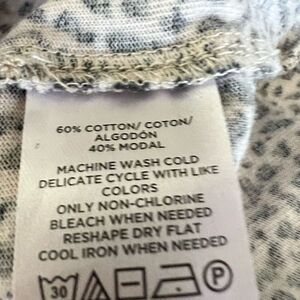 60% COTTON/ COTON/
ALGODÓN
40% MODAL
MACHINE WASH COLD
DELICATE CYCLE WITH LIKE
COLORS
ONLY NON-CHLORINE
BLEACH WHEN NEEDED
RESHAPE DRY FLAT
COOL IRON WHEN NEEDED
30 P